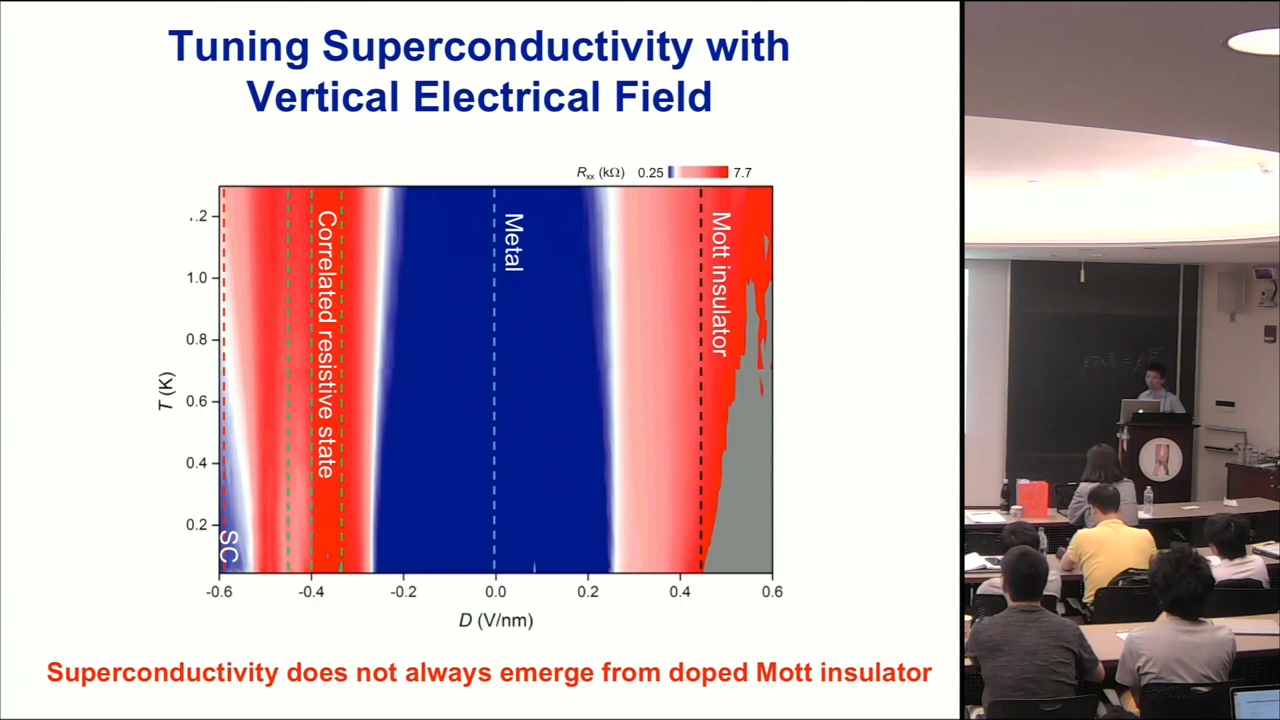 Tuning Superconductivity with
Vertical Electrical Field
Rxx (kΩ) 0.25 7.7
.2
1.0
0.8
0.6
0.4
0.2
T (K)
SC
Correlated resistive state
Metal
Mott insulator
-0.6 -0.4 -0.2 0.0 0.2 0.4 0.6
D (V/nm)
Superconductivity does not always emerge from doped Mott insulator